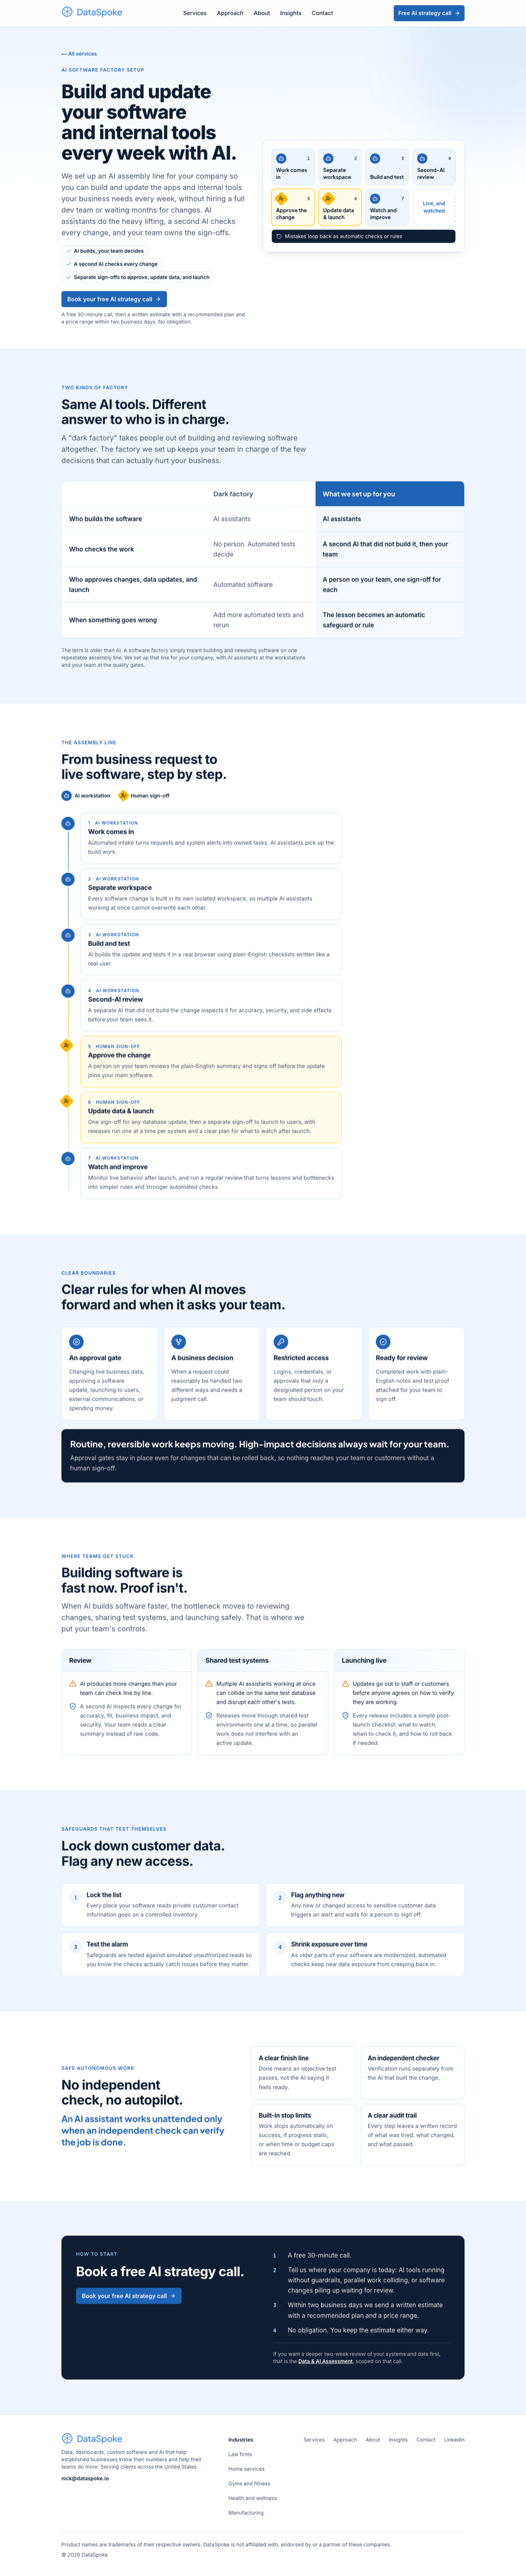 DataSpoke
Services
Approach
About
Insights
Contact
Free AI strategy call →
← All services
AI SOFTWARE FACTORY SETUP
Build and update
your software
and internal tools
every week with AI.
We set up an AI assembly line for your company so
you can build and update the apps and internal tools
your business needs every week, without hiring a full
dev team or waiting months for changes. AI
assistants do the heavy lifting, a second AI checks
every change, and your team owns the sign-offs.
AI builds, your team decides
A second AI checks every change
Separate sign-offs to approve, update data, and launch
Book your free AI strategy call →
A free 30-minute call, then a written estimate with a recommended plan and
a price range within two business days. No obligation.
1
Work comes
in
2
Separate
workspace
3
Build and test
4
Second-AI
review
5
Approve the
change
6
Update data
& launch
7
Watch and
improve
Live, and
watched
Mistakes loop back as automatic checks or rules
TWO KINDS OF FACTORY
Same AI tools. Different
answer to who is in charge.
A "dark factory" takes people out of building and reviewing software
altogether. The factory we set up keeps your team in charge of the few
decisions that can actually hurt your business.
Dark factory
What we set up for you
Who builds the software
AI assistants
AI assistants
Who checks the work
No person. Automated tests
decide
A second AI that did not build it, then your
team
Who approves changes, data updates, and
launch
Automated software
A person on your team, one sign-off for
each
When something goes wrong
Add more automated tests and
rerun
The lesson becomes an automatic
safeguard or rule
The term is older than AI. A software factory simply meant building and releasing software on one
repeatable assembly line. We set up that line for your company, with AI assistants at the workstations
and your team at the quality gates.
THE ASSEMBLY LINE
From business request to
live software, step by step.
AI workstation
Human sign-off
1 · AI WORKSTATION
Work comes in
Automated intake turns requests and system alerts into owned tasks. AI assistants pick up the
build work.
2 · AI WORKSTATION
Separate workspace
Every software change is built in its own isolated workspace, so multiple AI assistants
working at once cannot overwrite each other.
3 · AI WORKSTATION
Build and test
AI builds the update and tests it in a real browser using plain-English checklists written like a
real user.
4 · AI WORKSTATION
Second-AI review
A separate AI that did not build the change inspects it for accuracy, security, and side effects
before your team sees it.
5 · HUMAN SIGN-OFF
Approve the change
A person on your team reviews the plain-English summary and signs off before the update
joins your main software.
6 · HUMAN SIGN-OFF
Update data & launch
One sign-off for any database update, then a separate sign-off to launch to users, with
releases run one at a time per system and a clear plan for what to watch after launch.
7 · AI WORKSTATION
Watch and improve
Monitor live behavior after launch, and run a regular review that turns lessons and bottlenecks
into simpler rules and stronger automated checks.
CLEAR BOUNDARIES
Clear rules for when AI moves
forward and when it asks your team.
An approval gate
Changing live business data,
approving a software
update, launching to users,
external communications, or
spending money.
A business decision
When a request could
reasonably be handled two
different ways and needs a
judgment call.
Restricted access
Logins, credentials, or
approvals that only a
designated person on your
team should touch.
Ready for review
Completed work with plain-
English notes and test proof
attached for your team to
sign off.
Routine, reversible work keeps moving. High-impact decisions always wait for your team.
Approval gates stay in place even for changes that can be rolled back, so nothing reaches your team or customers without a
human sign-off.
WHERE TEAMS GET STUCK
Building software is
fast now. Proof isn't.
When AI builds software faster, the bottleneck moves to reviewing
changes, sharing test systems, and launching safely. That is where we
put your team's controls.
Review
AI produces more changes than your
team can check line by line.
A second AI inspects every change for
accuracy, fit, business impact, and
security. Your team reads a clear
summary instead of raw code.
Shared test systems
Multiple AI assistants working at once
can collide on the same test database
and disrupt each other's tests.
Releases move through shared test
environments one at a time, so parallel
work does not interfere with an
active update.
Launching live
Updates go out to staff or customers
before anyone agrees on how to verify
they are working.
Every release includes a simple post-
launch checklist: what to watch,
when to check it, and how to roll back
if needed.
SAFEGUARDS THAT TEST THEMSELVES
Lock down customer data.
Flag any new access.
1
Lock the list
Every place your software reads private customer contact
information goes on a controlled inventory.
2
Flag anything new
Any new or changed access to sensitive customer data
triggers an alert and waits for a person to sign off.
3
Test the alarm
Safeguards are tested against simulated unauthorized reads so
you know the checks actually catch issues before they matter.
4
Shrink exposure over time
As older parts of your software are modernized, automated
checks keep new data exposure from creeping back in.
SAFE AUTONOMOUS WORK
No independent
check, no autopilot.
An AI assistant works unattended only
when an independent check can verify
the job is done.
A clear finish line
Done means an objective test
passes, not the AI saying it
feels ready.
An independent checker
Verification runs separately from
the AI that built the change.
Built-in stop limits
Work stops automatically on
success, if progress stalls,
or when time or budget caps
are reached.
A clear audit trail
Every step leaves a written record
of what was tried, what changed,
and what passed.
HOW TO START
Book a free AI strategy call.
Book your free AI strategy call →
1
A free 30-minute call.
2
Tell us where your company is today: AI tools running
without guardrails, parallel work colliding, or software
changes piling up waiting for review.
3
Within two business days we send a written estimate
with a recommended plan and a price range.
4
No obligation. You keep the estimate either way.
If you want a deeper two-week review of your systems and data first,
that is the Data & AI Assessment, scoped on that call.
DataSpoke
Data, dashboards, custom software and AI that help
established businesses know their numbers and help their
teams do more. Serving clients across the United States.
nick@dataspoke.io
Industries
Law firms
Home services
Gyms and fitness
Health and wellness
Manufacturing
Services
Approach
About
Insights
Contact
LinkedIn
Product names are trademarks of their respective owners. DataSpoke is not affiliated with, endorsed by or a partner of these companies.
© 2026 DataSpoke